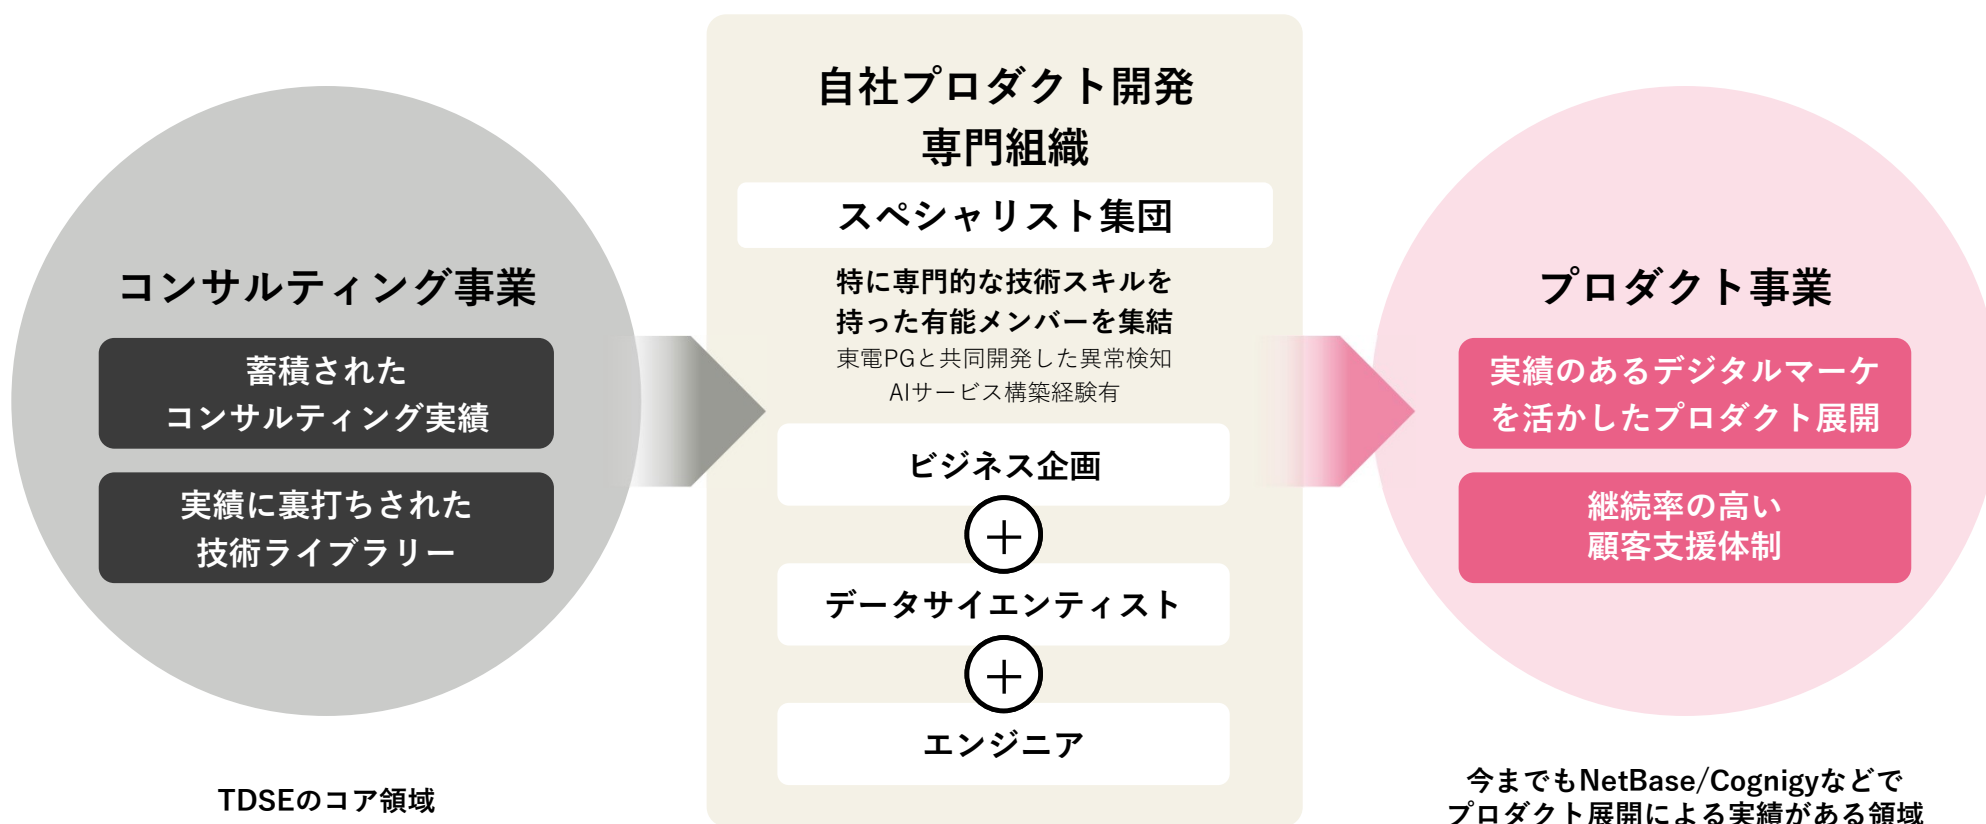 コンサルティング事業
蓄積された
コンサルティング実績
実績に裏打ちされた
技術ライブラリー
TDSEのコア領域
自社プロダクト開発
専門組織
スペシャリスト集団
特に専門的な技術スキルを
持った有能メンバーを集結
東電PGと共同開発した異常検知
AIサービス構築経験有
ビジネス企画
＋
データサイエンティスト
＋
エンジニア
プロダクト事業
実績のあるデジタルマーケ
を活かしたプロダクト展開
継続率の高い
顧客支援体制
今までもNetBase/Cognigyなどで
プロダクト展開による実績がある領域